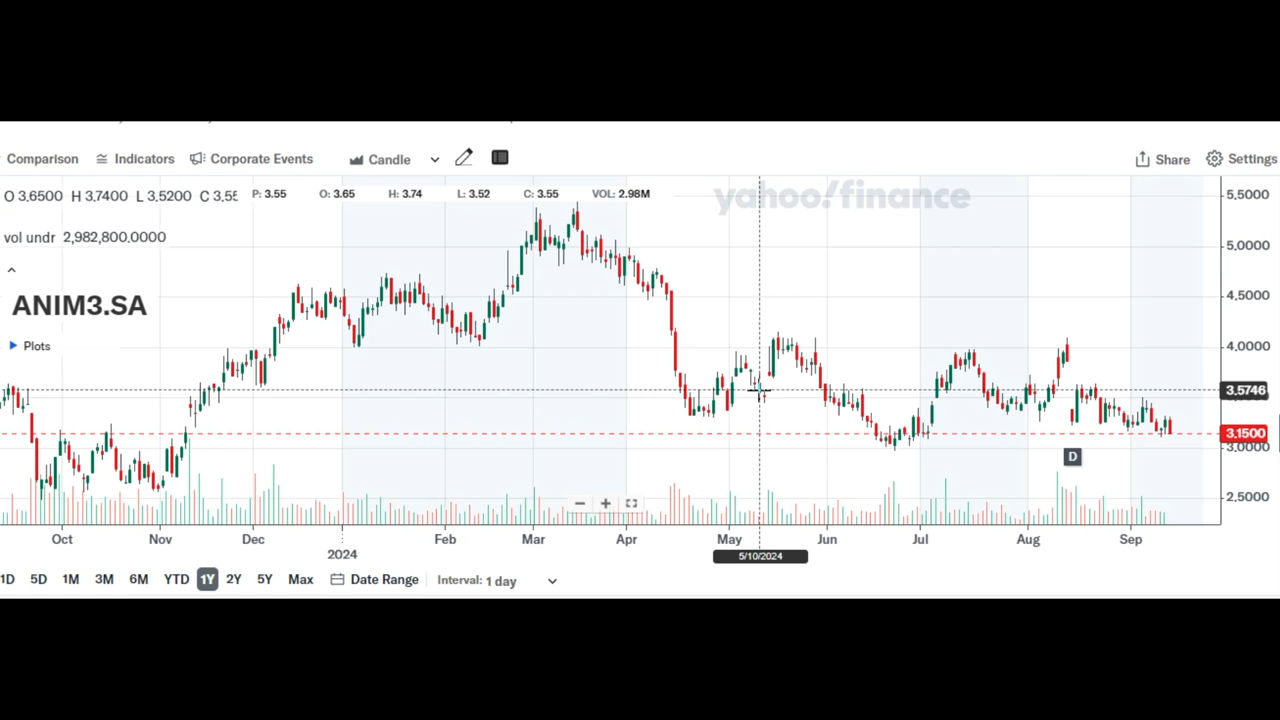 Comparison Indicators Corporate Events Candle Share Settings
O 3.6500 H 3.7400 L 3.5200 C 3.55 P: 3.55 O: 3.65 H: 3.74 L: 3.52 C: 3.55 VOL: 2.98M
yahoo!finance
vol undr 2,982,800.0000
ANIM3.SA
Plots
5.5000
5.0000
4.5000
4.0000
3.5746
3.1500
3.0000
2.5000
D
Oct Nov Dec 2024 Feb Mar Apr May Jun Jul Aug Sep
5/10/2024
1D 5D 1M 3M 6M YTD 1Y 2Y 5Y Max Date Range Interval: 1 day